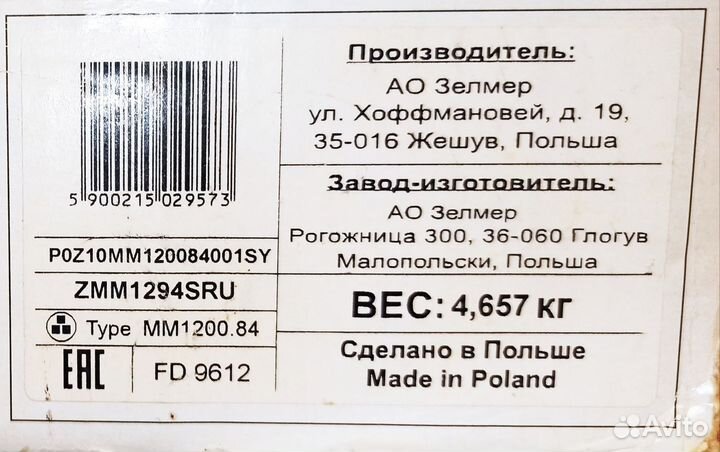 5 900215 029573
P0Z10MM120084001SY
ZMM1294SRU
Type MM1200.84
EAC
FD 9612
Производитель:
АО Зелмер
ул. Хоффмановей, д. 19,
35-016 Жешув, Польша
Завод-изготовитель:
АО Зелмер
Рогожница 300, 36-060 Глогув
Малопольски, Польша
ВЕС: 4,657 кг
Сделано в Польше
Made in Poland
Avito